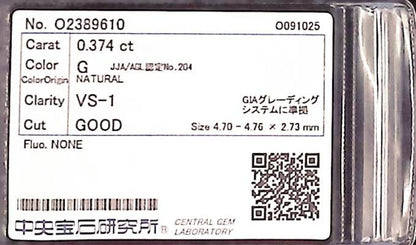 No. O2389610 O091025
Carat 0.374 ct
Color G JJA/AGL 認定No.204
ColorOrigin NATURAL
Clarity VS-1 GIAグレーディング
システムに準拠
Cut GOOD Size 4.70 - 4.76 × 2.73 mm
Fluo. NONE
中央宝石研究所 B CENTRAL GEM
LABORATORY